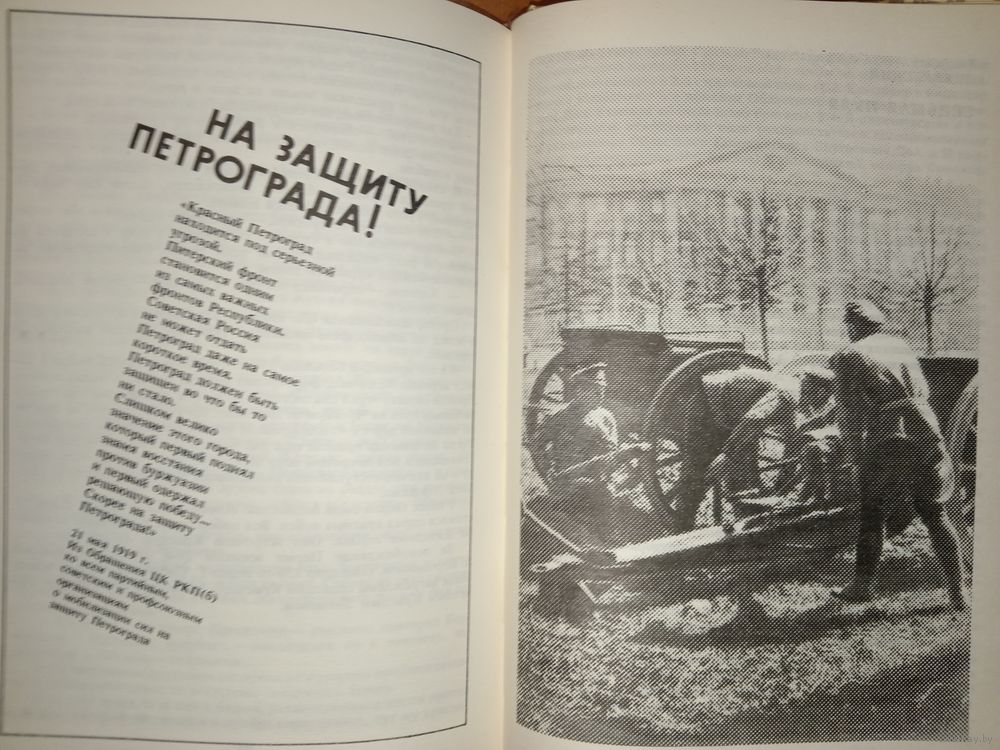 НА ЗАЩИТУ
ПЕТРОГРАДА!
«Красный Петроград
находится под серьезной
угрозой.
Питерский фронт
становится одним
из самых важных
фронтов Республики.
Советская Россия
не может отдать
Петроград даже на самое
короткое время.
Петроград должен быть
защищен во что бы то
ни стало.
Слишком велико
значение этого города,
который первый поднял
знамя восстания
против буржуазии
и первый одержал
решающую победу...
Скорее на защиту
Петрограда!»
21 мая 1919 г.
Из Обращения ЦК РКП(б)
ко всем партийным,
советским и профсоюзным
организациям
о мобилизации сил на
защиту Петрограда